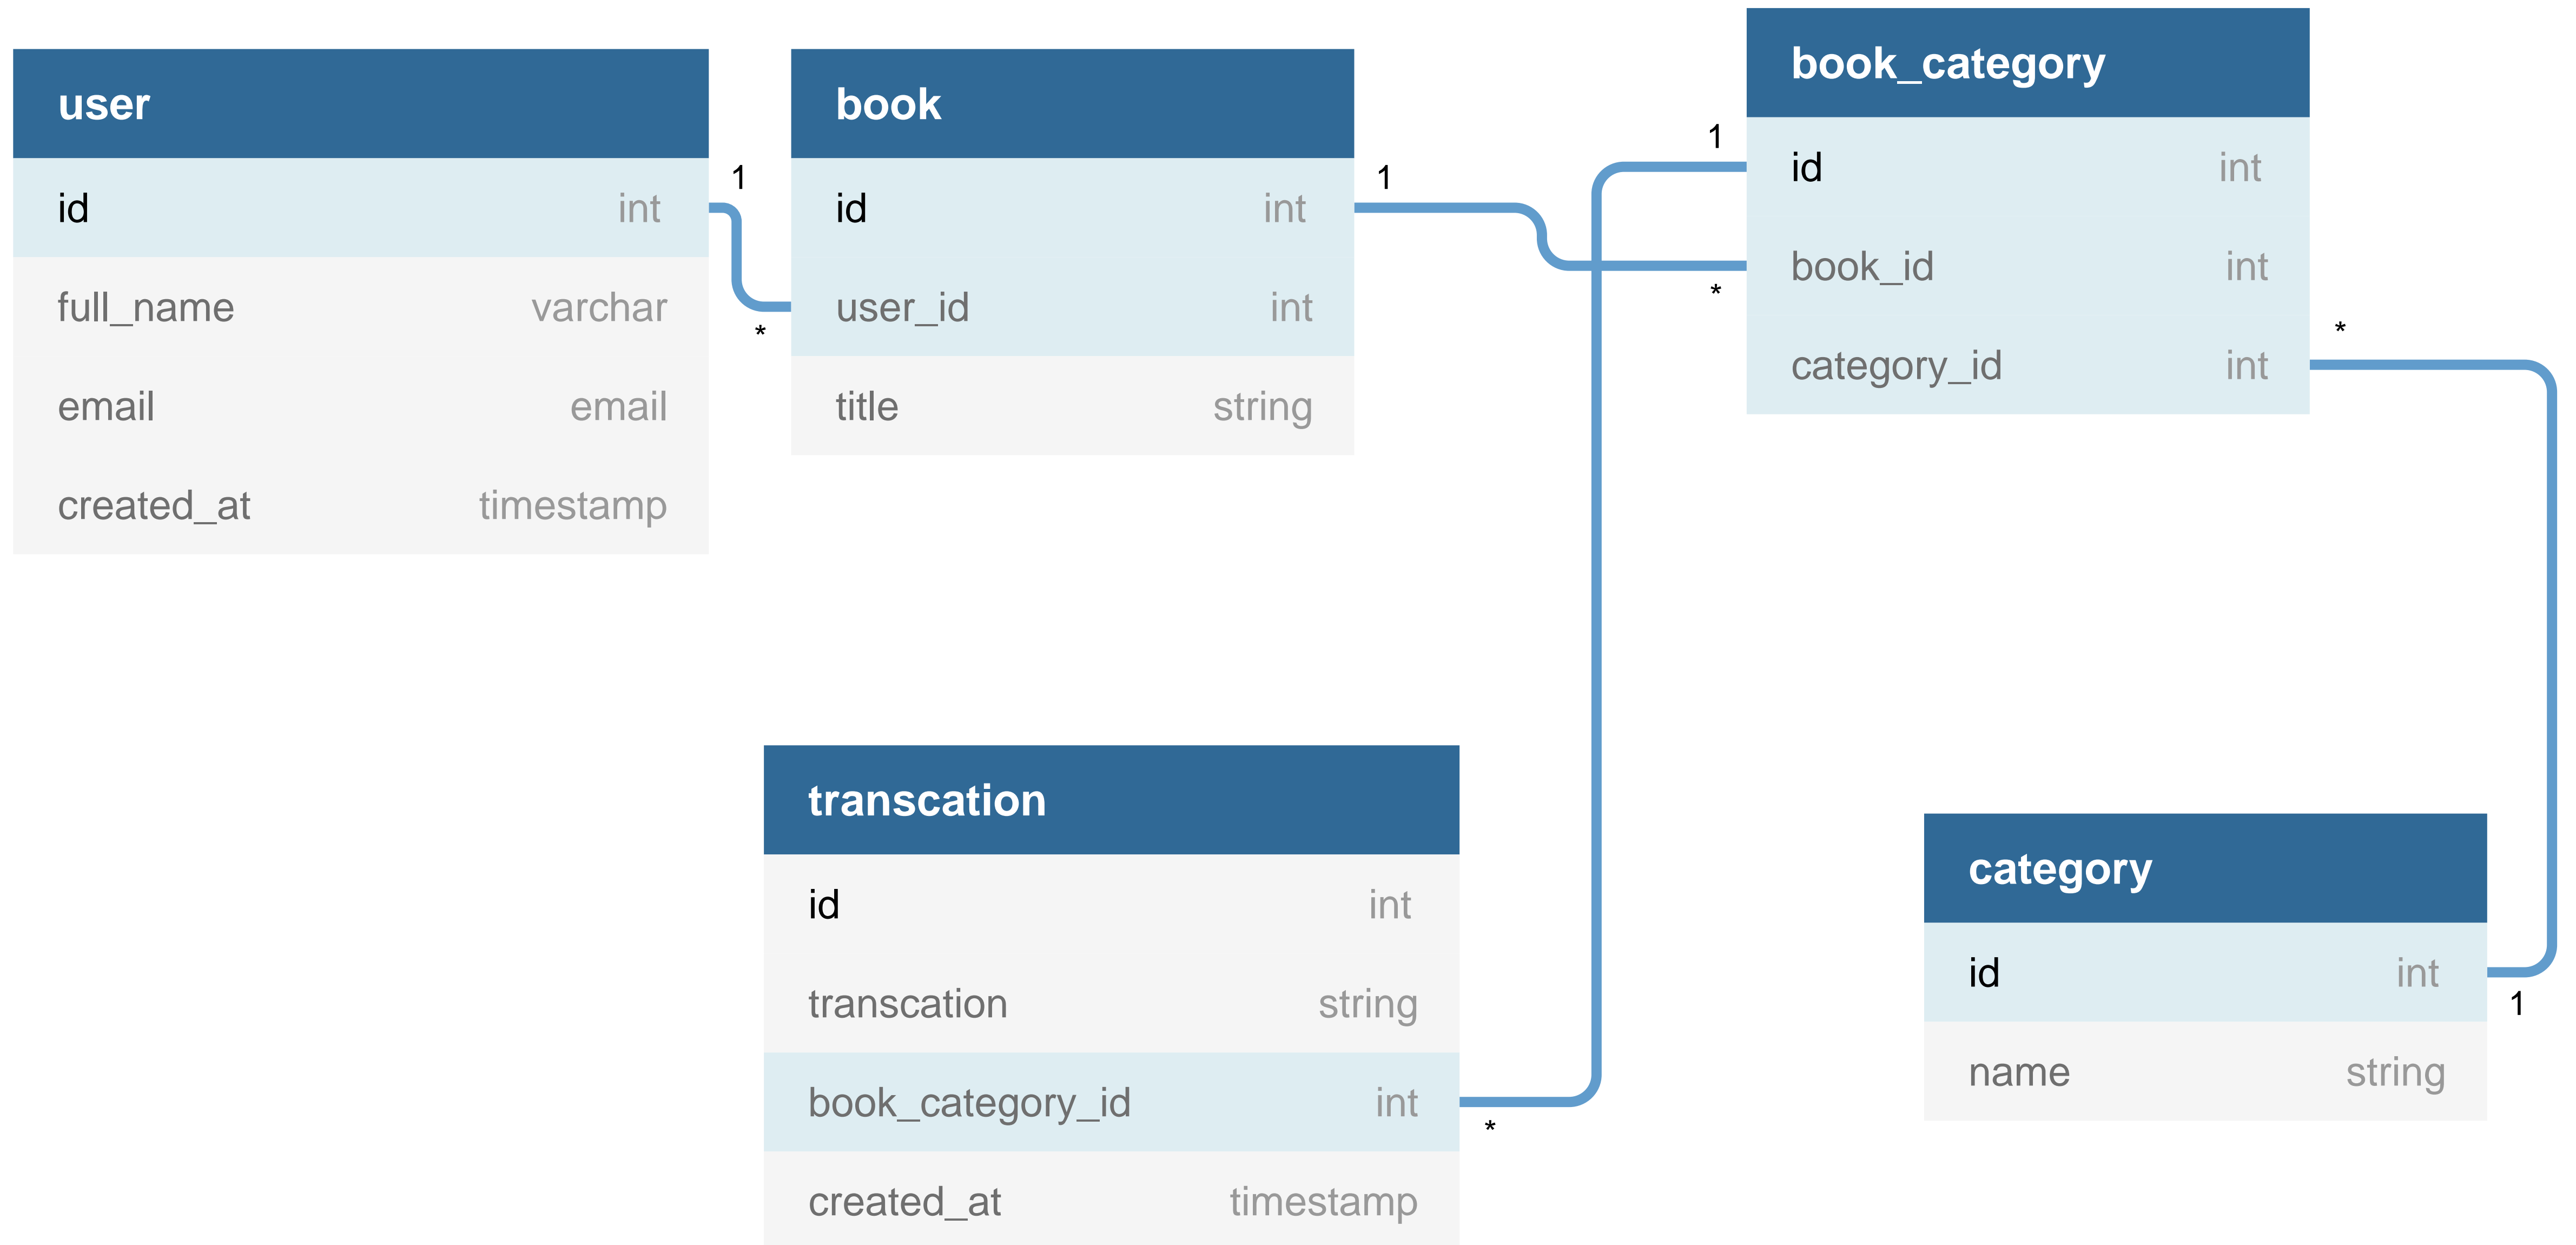 user
id int
full_name varchar
email email
created_at timestamp
1
*
book
id int
user_id int
title string
1
*
book_category
id int
book_id int
category_id int
1
*
transcation
id int
transcation string
book_category_id int
created_at timestamp
*
category
id int
name string
1